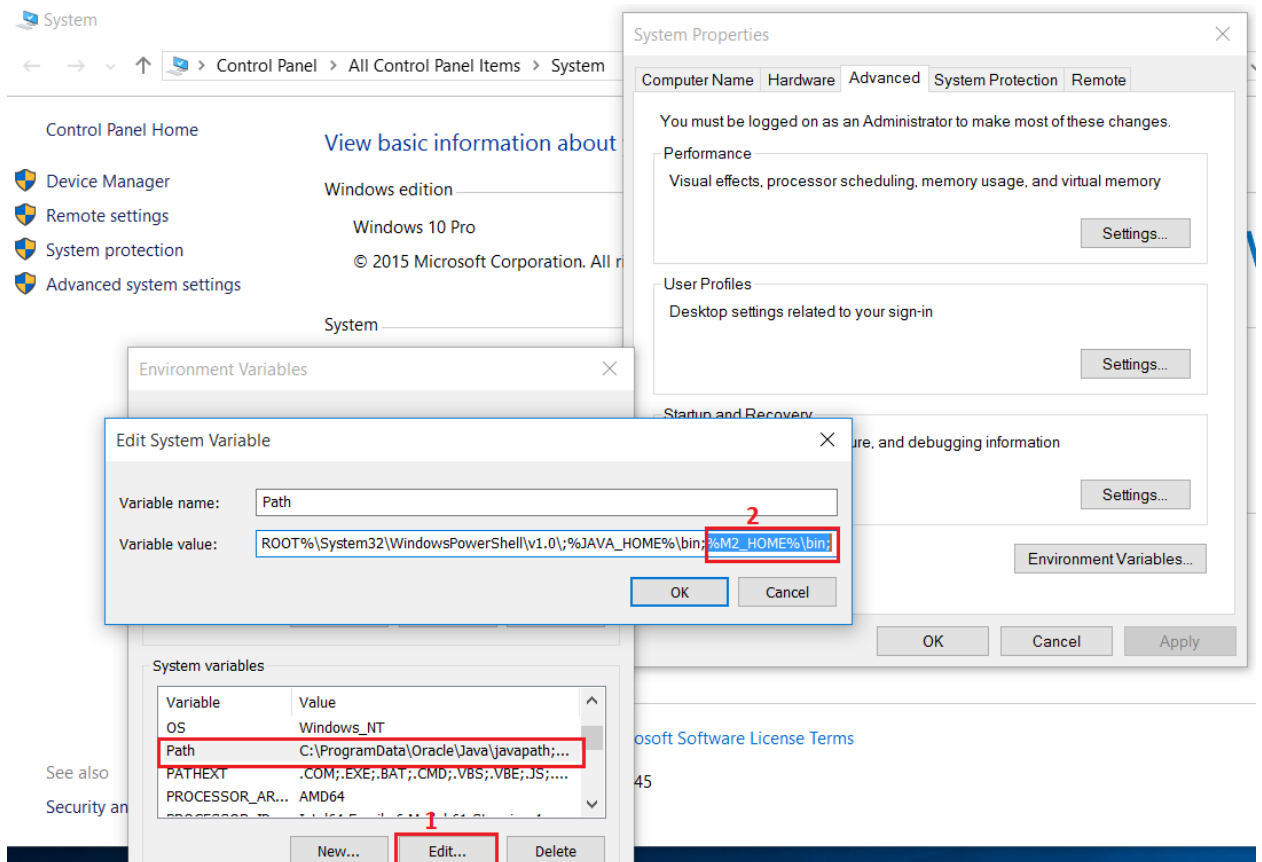 System
Control Panel > All Control Panel Items > System
Control Panel Home
Device Manager
Remote settings
System protection
Advanced system settings
See also
Security an
View basic information about
Windows edition
Windows 10 Pro
© 2015 Microsoft Corporation. All ri
System
osoft Software License Terms
45
System Properties
Computer Name Hardware Advanced System Protection Remote
You must be logged on as an Administrator to make most of these changes.
Performance
Visual effects, processor scheduling, memory usage, and virtual memory
Settings...
User Profiles
Desktop settings related to your sign-in
Settings...
Startup and Recovery
ure, and debugging information
Settings...
Environment Variables...
OK Cancel Apply
Environment Variables
Edit System Variable
Variable name: Path
2
Variable value: ROOT%\System32\WindowsPowerShell\v1.0\;%JAVA_HOME%\bin;%M2_HOME%\bin;
OK Cancel
System variables
Variable Value
OS Windows_NT
Path C:\ProgramData\Oracle\Java\javapath;...
PATHEXT .COM;.EXE;.BAT;.CMD;.VBS;.VBE;.JS;....
PROCESSOR_AR... AMD64
1
New... Edit... Delete